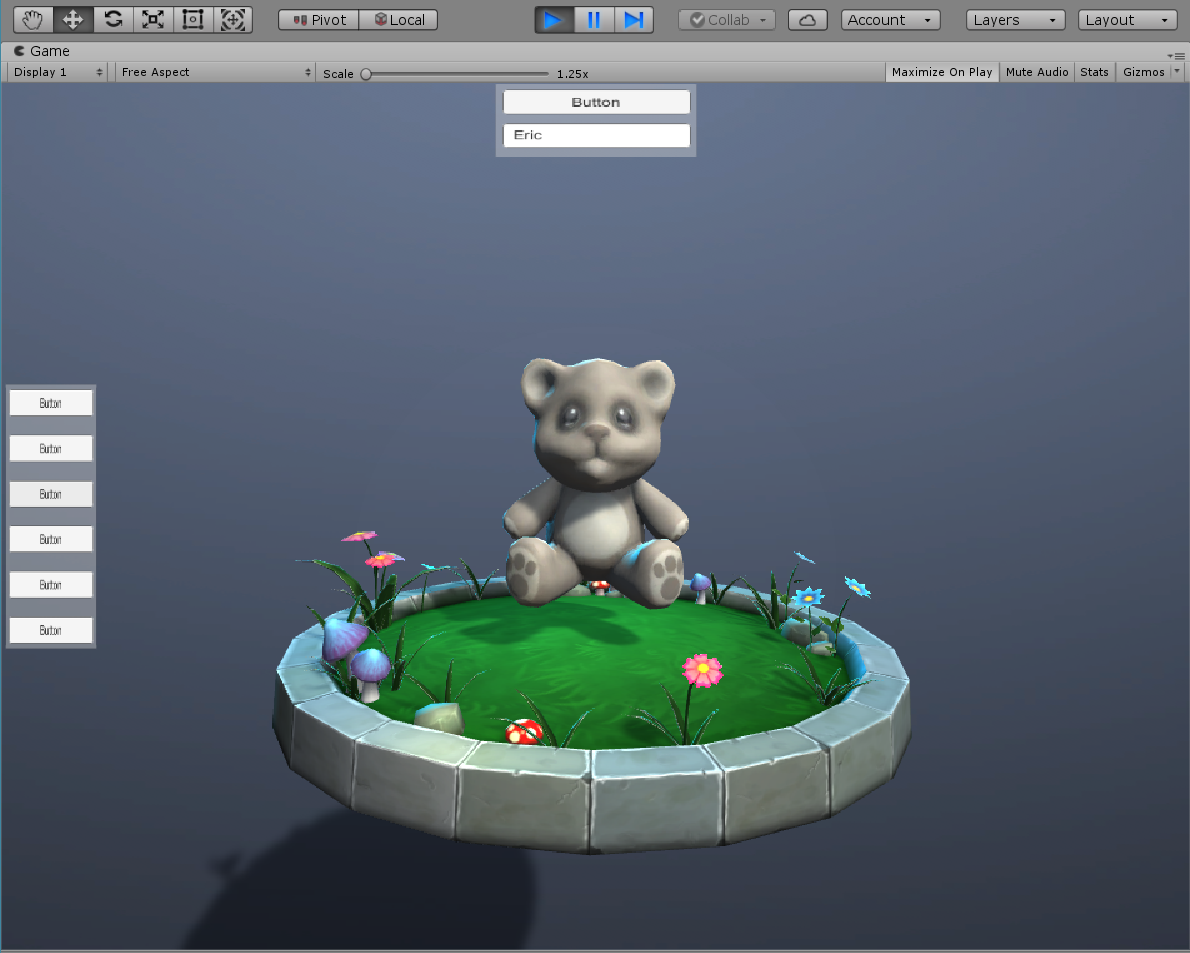 Pivot Local Collab Account Layers Layout
Game
Display 1 Free Aspect Scale 1.25x Maximize On Play Mute Audio Stats Gizmos
Button
Eric
Button
Button
Button
Button
Button
Button